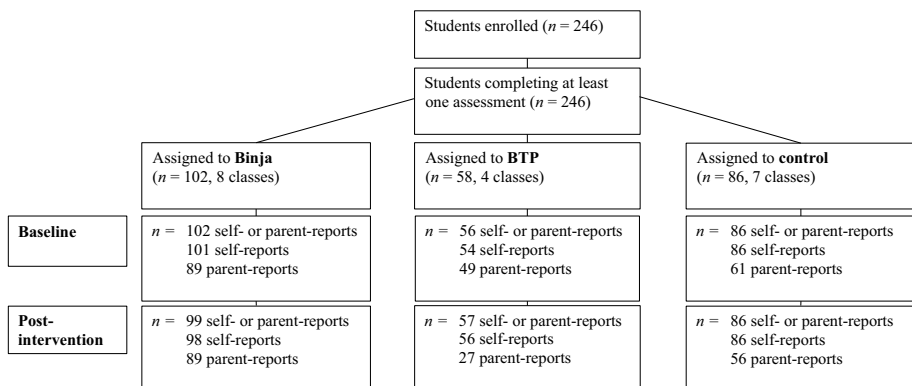 Students enrolled (n = 246)
Students completing at least
one assessment (n = 246)
Assigned to Binja
(n = 102, 8 classes)
Assigned to BTP
(n = 58, 4 classes)
Assigned to control
(n = 86, 7 classes)
Baseline
n = 102 self- or parent-reports
101 self-reports
89 parent-reports
56 self- or parent-reports
54 self-reports
49 parent-reports
n = 86 self- or parent-reports
86 self-reports
61 parent-reports
Post-
intervention
n = 99 self- or parent-reports
98 self-reports
89 parent-reports
n = 57 self- or parent-reports
56 self-reports
27 parent-reports
n = 86 self- or parent-reports
86 self-reports
56 parent-reports